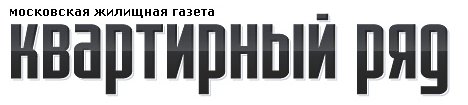 московская жилищная газета
квартирный ряд